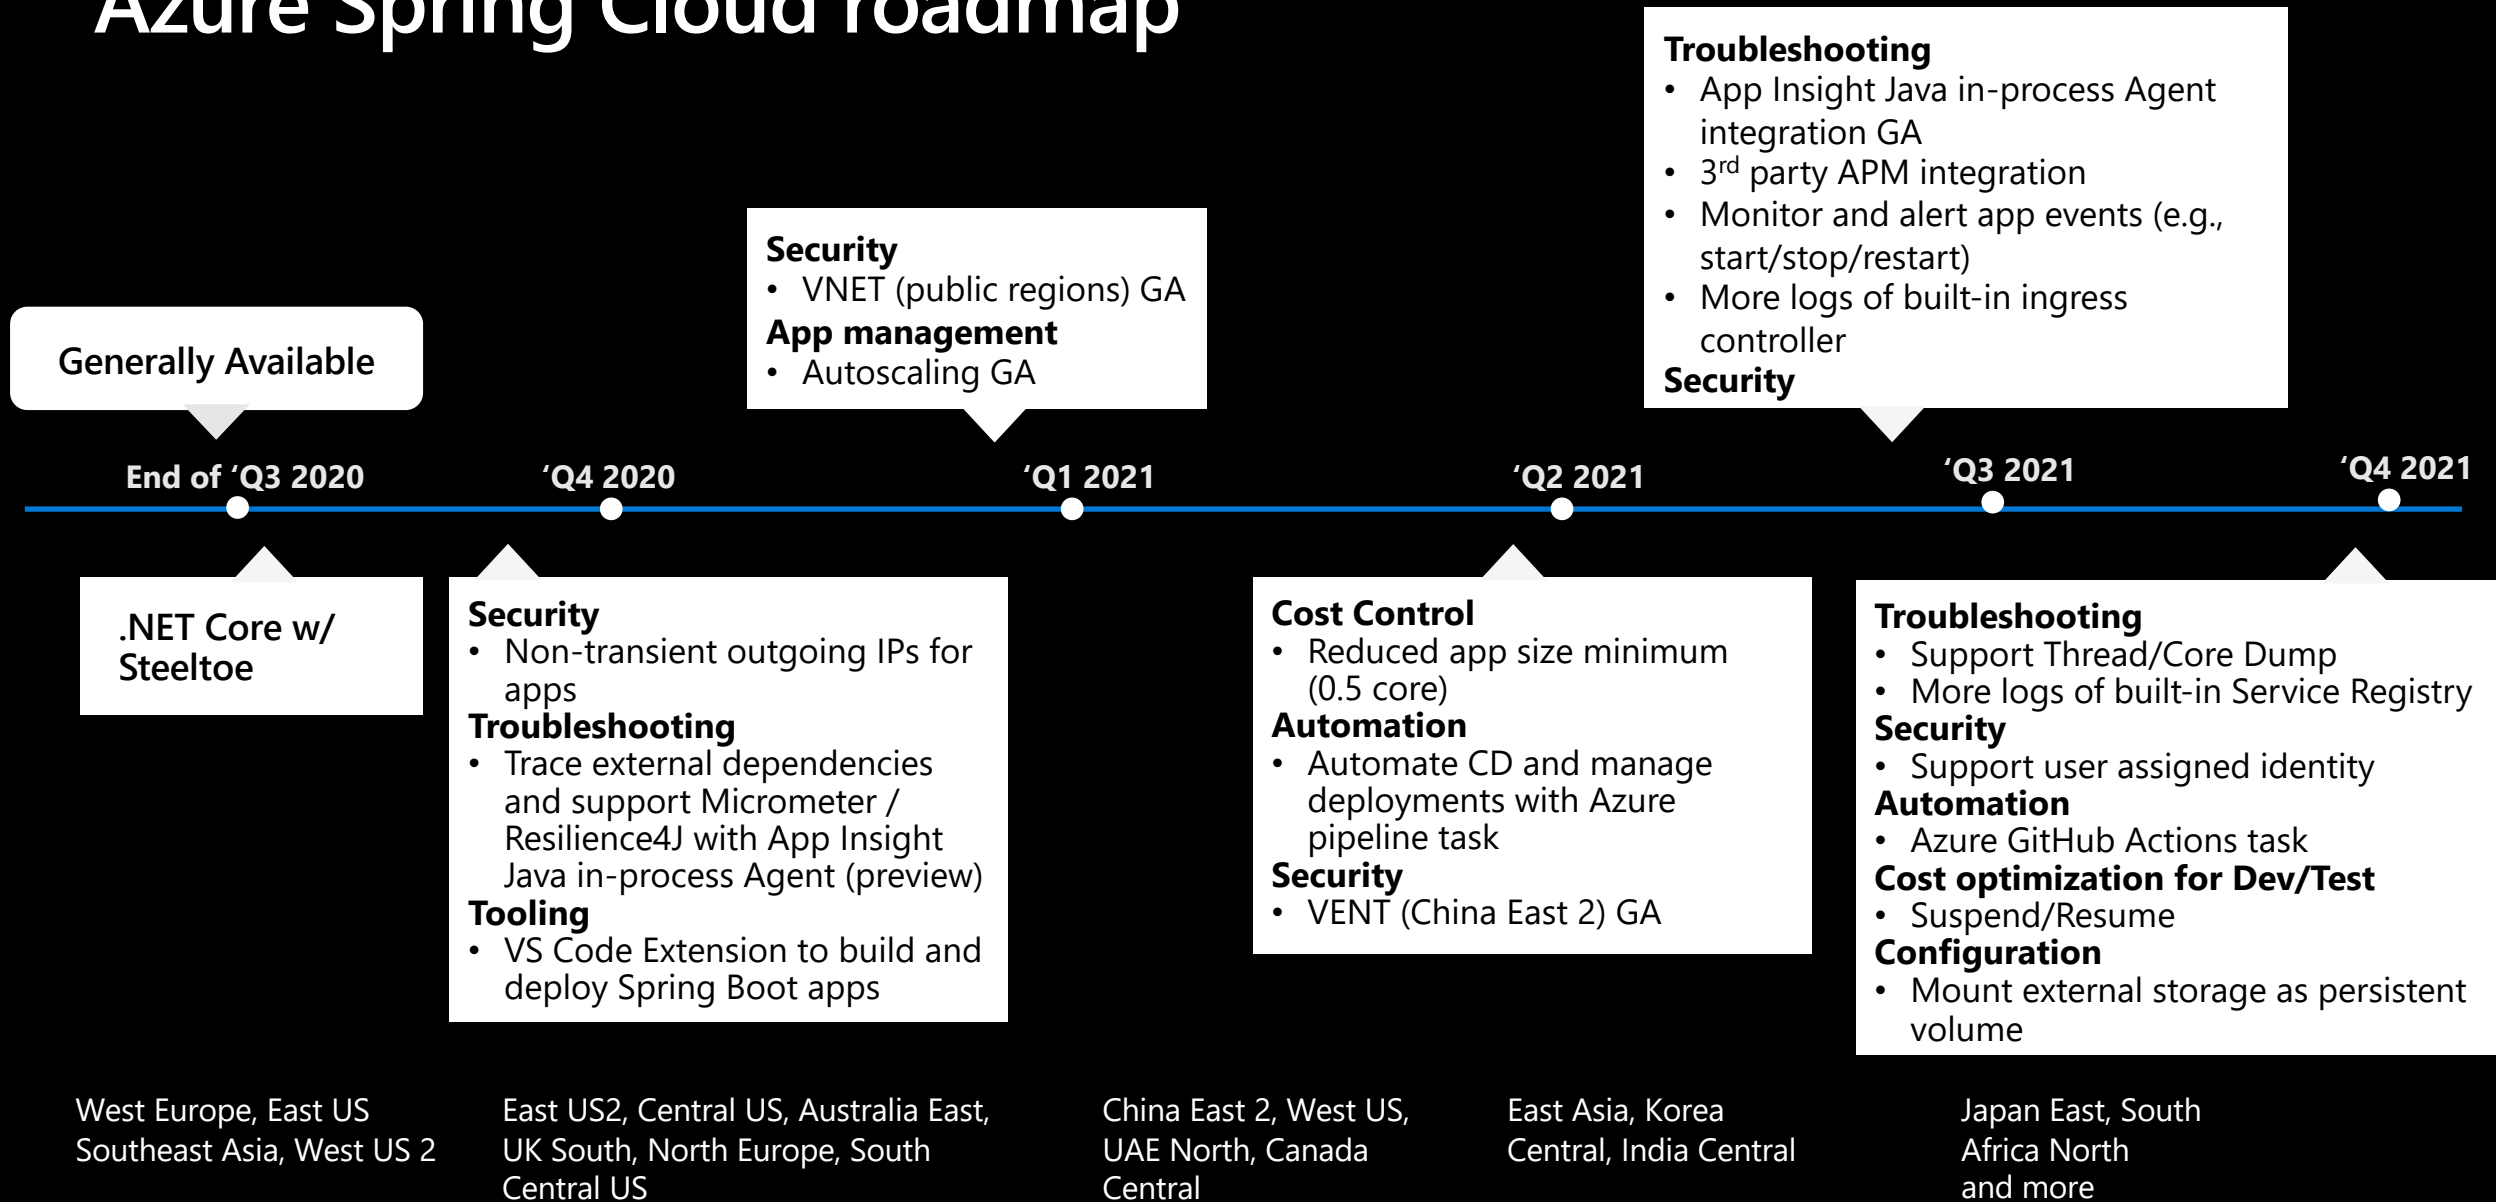 Azure Spring Cloud roadmap
Troubleshooting
• App Insight Java in-process Agent
integration GA
• 3rd party APM integration
• Monitor and alert app events (e.g.,
start/stop/restart)
• More logs of built-in ingress
controller
Security
Security
• VNET (public regions) GA
App management
• Autoscaling GA
Generally Available
End of ‘Q3 2020
‘Q4 2020
‘Q1 2021
‘Q2 2021
‘Q3 2021
‘Q4 2021
.NET Core w/
Steeltoe
Security
• Non-transient outgoing IPs for
apps
Troubleshooting
• Trace external dependencies
and support Micrometer /
Resilience4J with App Insight
Java in-process Agent (preview)
Tooling
• VS Code Extension to build and
deploy Spring Boot apps
Cost Control
• Reduced app size minimum
(0.5 core)
Automation
• Automate CD and manage
deployments with Azure
pipeline task
Security
• VENT (China East 2) GA
Troubleshooting
• Support Thread/Core Dump
• More logs of built-in Service Registry
Security
• Support user assigned identity
Automation
• Azure GitHub Actions task
Cost optimization for Dev/Test
• Suspend/Resume
Configuration
• Mount external storage as persistent
volume
West Europe, East US
Southeast Asia, West US 2
East US2, Central US, Australia East,
UK South, North Europe, South
Central US
China East 2, West US,
UAE North, Canada
Central
East Asia, Korea
Central, India Central
Japan East, South
Africa North
and more